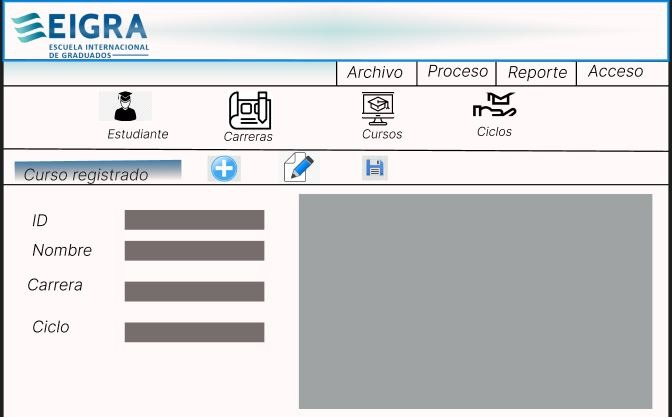 EIGRA
ESCUELA INTERNACIONAL
DE GRADUADOS
Archivo Proceso Reporte Acceso
Estudiante Carreras Cursos Ciclos
Curso registrado
ID
Nombre
Carrera
Ciclo